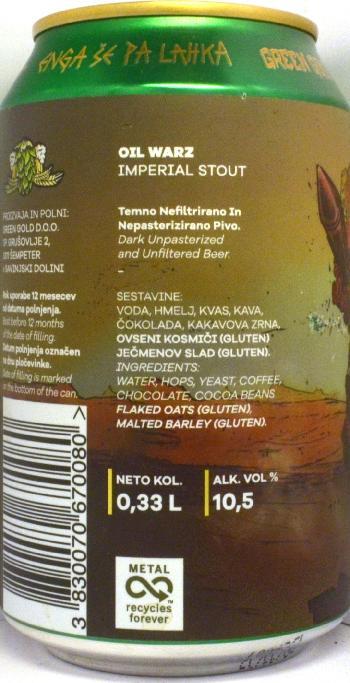 ENGA ŠE PA LAHKA GREEN
OIL WARZ
IMPERIAL STOUT
PROIZVAJA IN POLNI:
GREEN GOLD D.O.O.
GRUŠOVLJE 2,
ŠEMPETER
SAVINJSKI DOLINI
Temno Nefiltrirano In
Nepasterizirano Pivo.
Dark Unpasterized
and Unfiltered Beer.
Rok uporabe 12 mesecev
od datuma polnjenja.
Best before 12 months
of the date of filling.
Datum polnjenja označen
na dnu pločevinke.
Date of filling is marked
on the bottom of the can.
SESTAVINE:
VODA, HMELJ, KVAS, KAVA,
ČOKOLADA, KAKAVOVA ZRNA,
OVSENI KOSMIČI (GLUTEN)
JEČMENOV SLAD (GLUTEN).
INGREDIENTS:
WATER, HOPS, YEAST, COFFEE,
CHOCOLATE, COCOA BEANS
FLAKED OATS (GLUTEN),
MALTED BARLEY (GLUTEN).
NETO KOL.
0,33 L
ALK. VOL %
10,5
3 830070 670080 >
METAL
recycles
forever